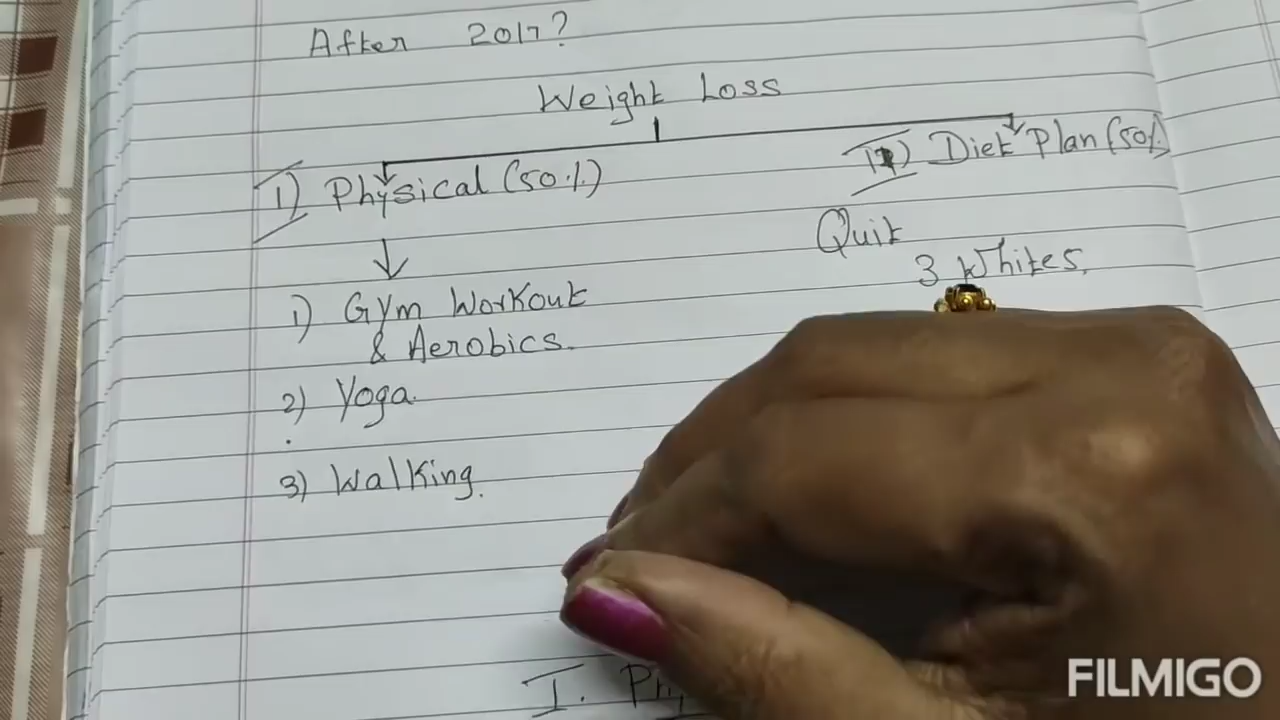 After 2017?
Weight Loss
I) Physical (50%)
II) Diet Plan (50%)
Quit
3 Whites.
1) Gym Workout
& Aerobics.
2) Yoga.
3) Walking.
I.
FILMIGO